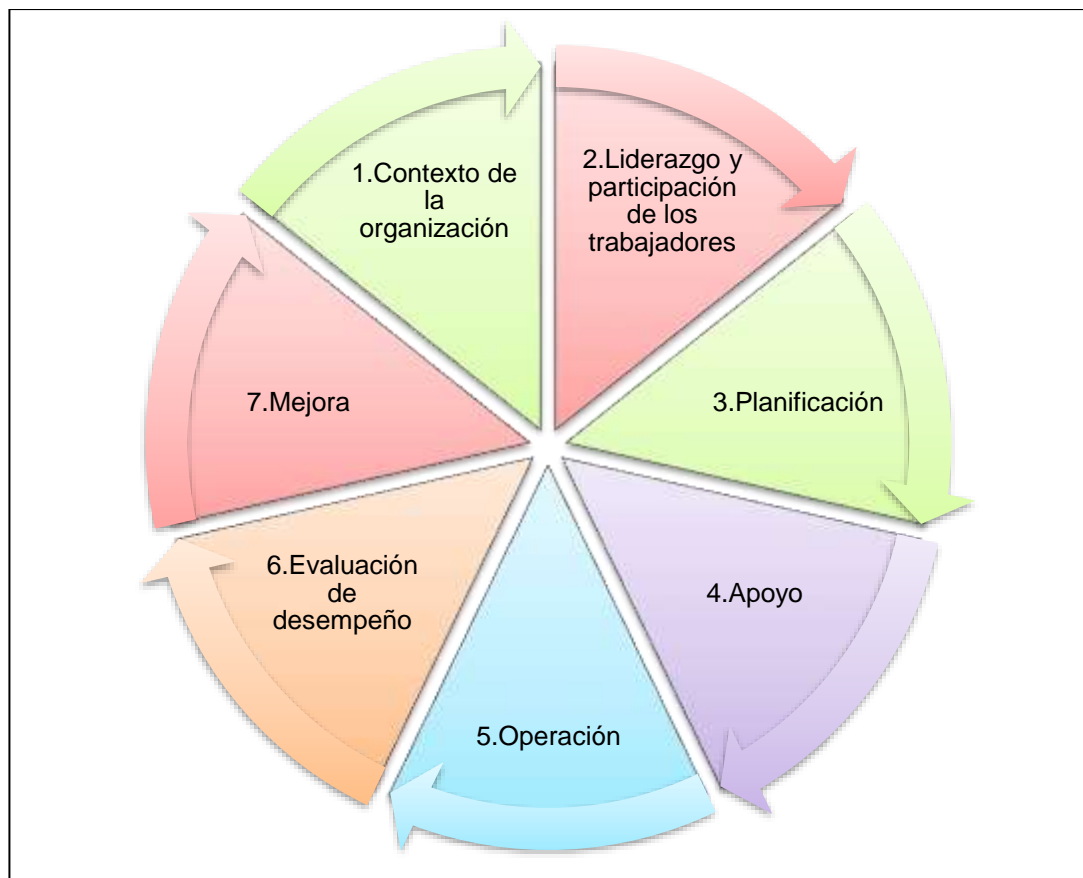 1.Contexto de
la
organización
2.Liderazgo y
participación
de los
trabajadores
3.Planificación
4.Apoyo
5.Operación
6.Evaluación
de
desempeño
7.Mejora